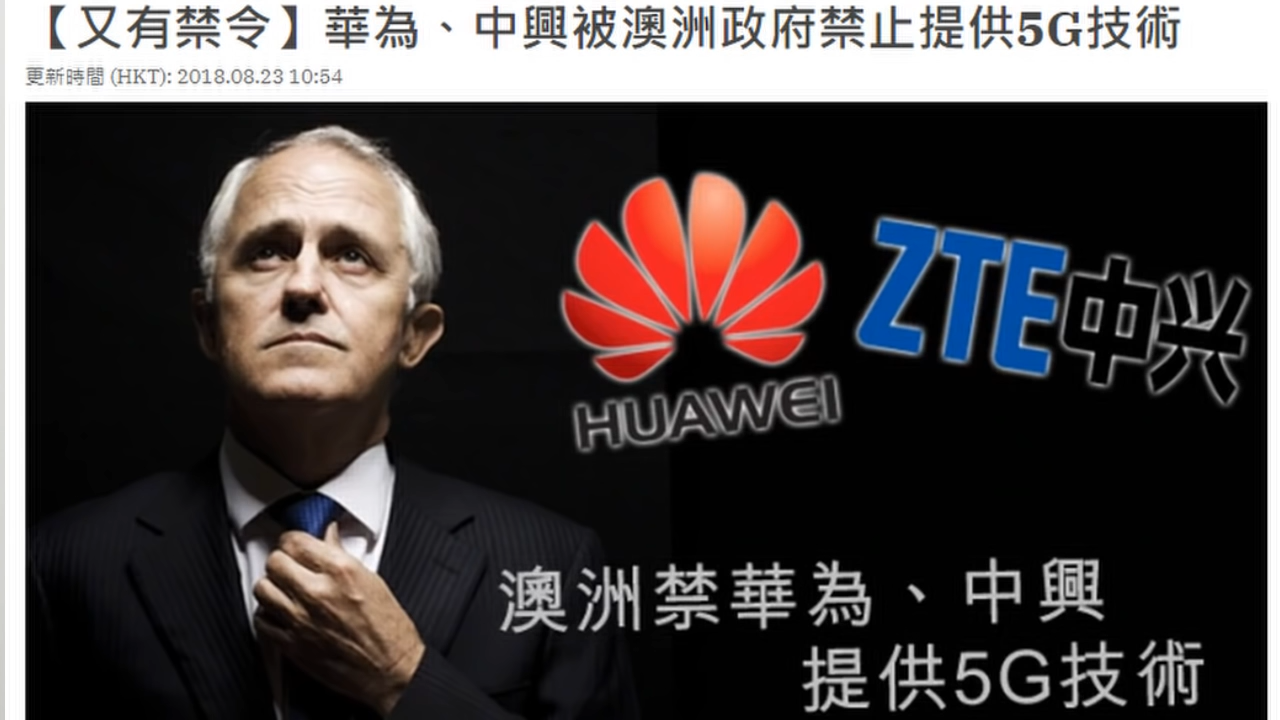 【又有禁令】華為、中興被澳洲政府禁止提供5G技術
更新時間 (HKT): 2018.08.23 10:54
HUAWEI
ZTE中兴
澳洲禁華為、中興
提供5G技術